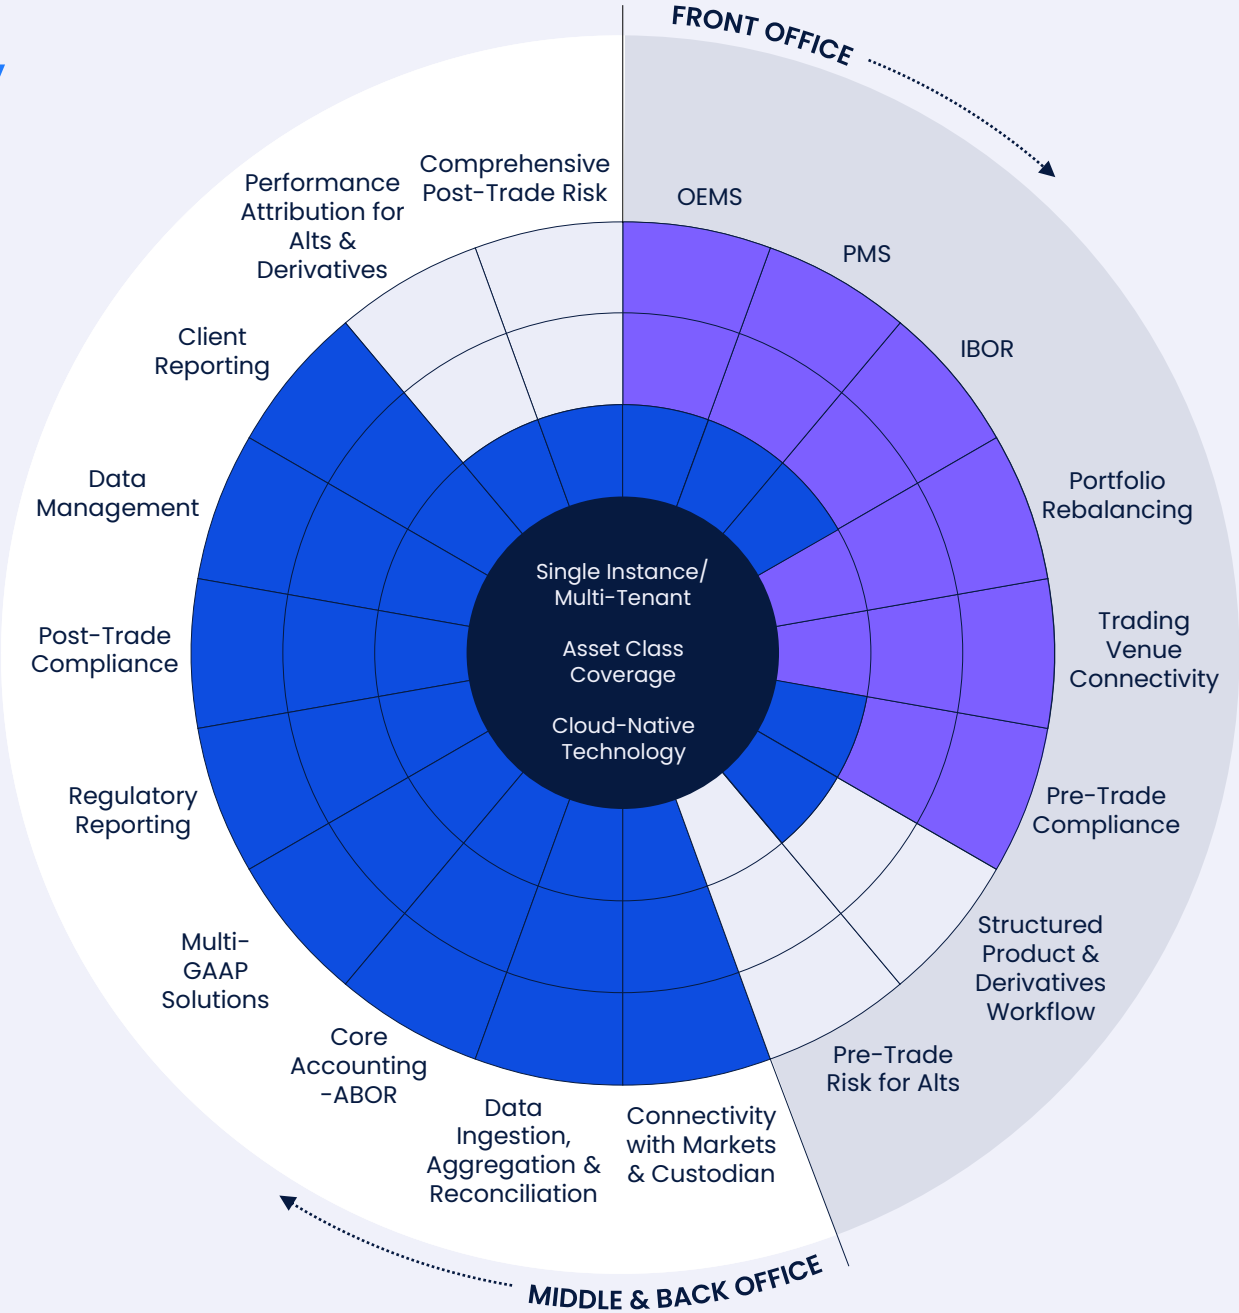 FRONT OFFICE
OEMS
PMS
IBOR
Portfolio
Rebalancing
Trading
Venue
Connectivity
Pre-Trade
Compliance
Structured
Product &
Derivatives
Workflow
Pre-Trade
Risk for Alts
MIDDLE & BACK OFFICE
Connectivity
with Markets
& Custodian
Data
Ingestion,
Aggregation &
Reconciliation
Core
Accounting
-ABOR
Multi-
GAAP
Solutions
Regulatory
Reporting
Post-Trade
Compliance
Data
Management
Client
Reporting
Performance
Attribution for
Alts &
Derivatives
Comprehensive
Post-Trade Risk
Single Instance/
Multi-Tenant
Asset Class
Coverage
Cloud-Native
Technology